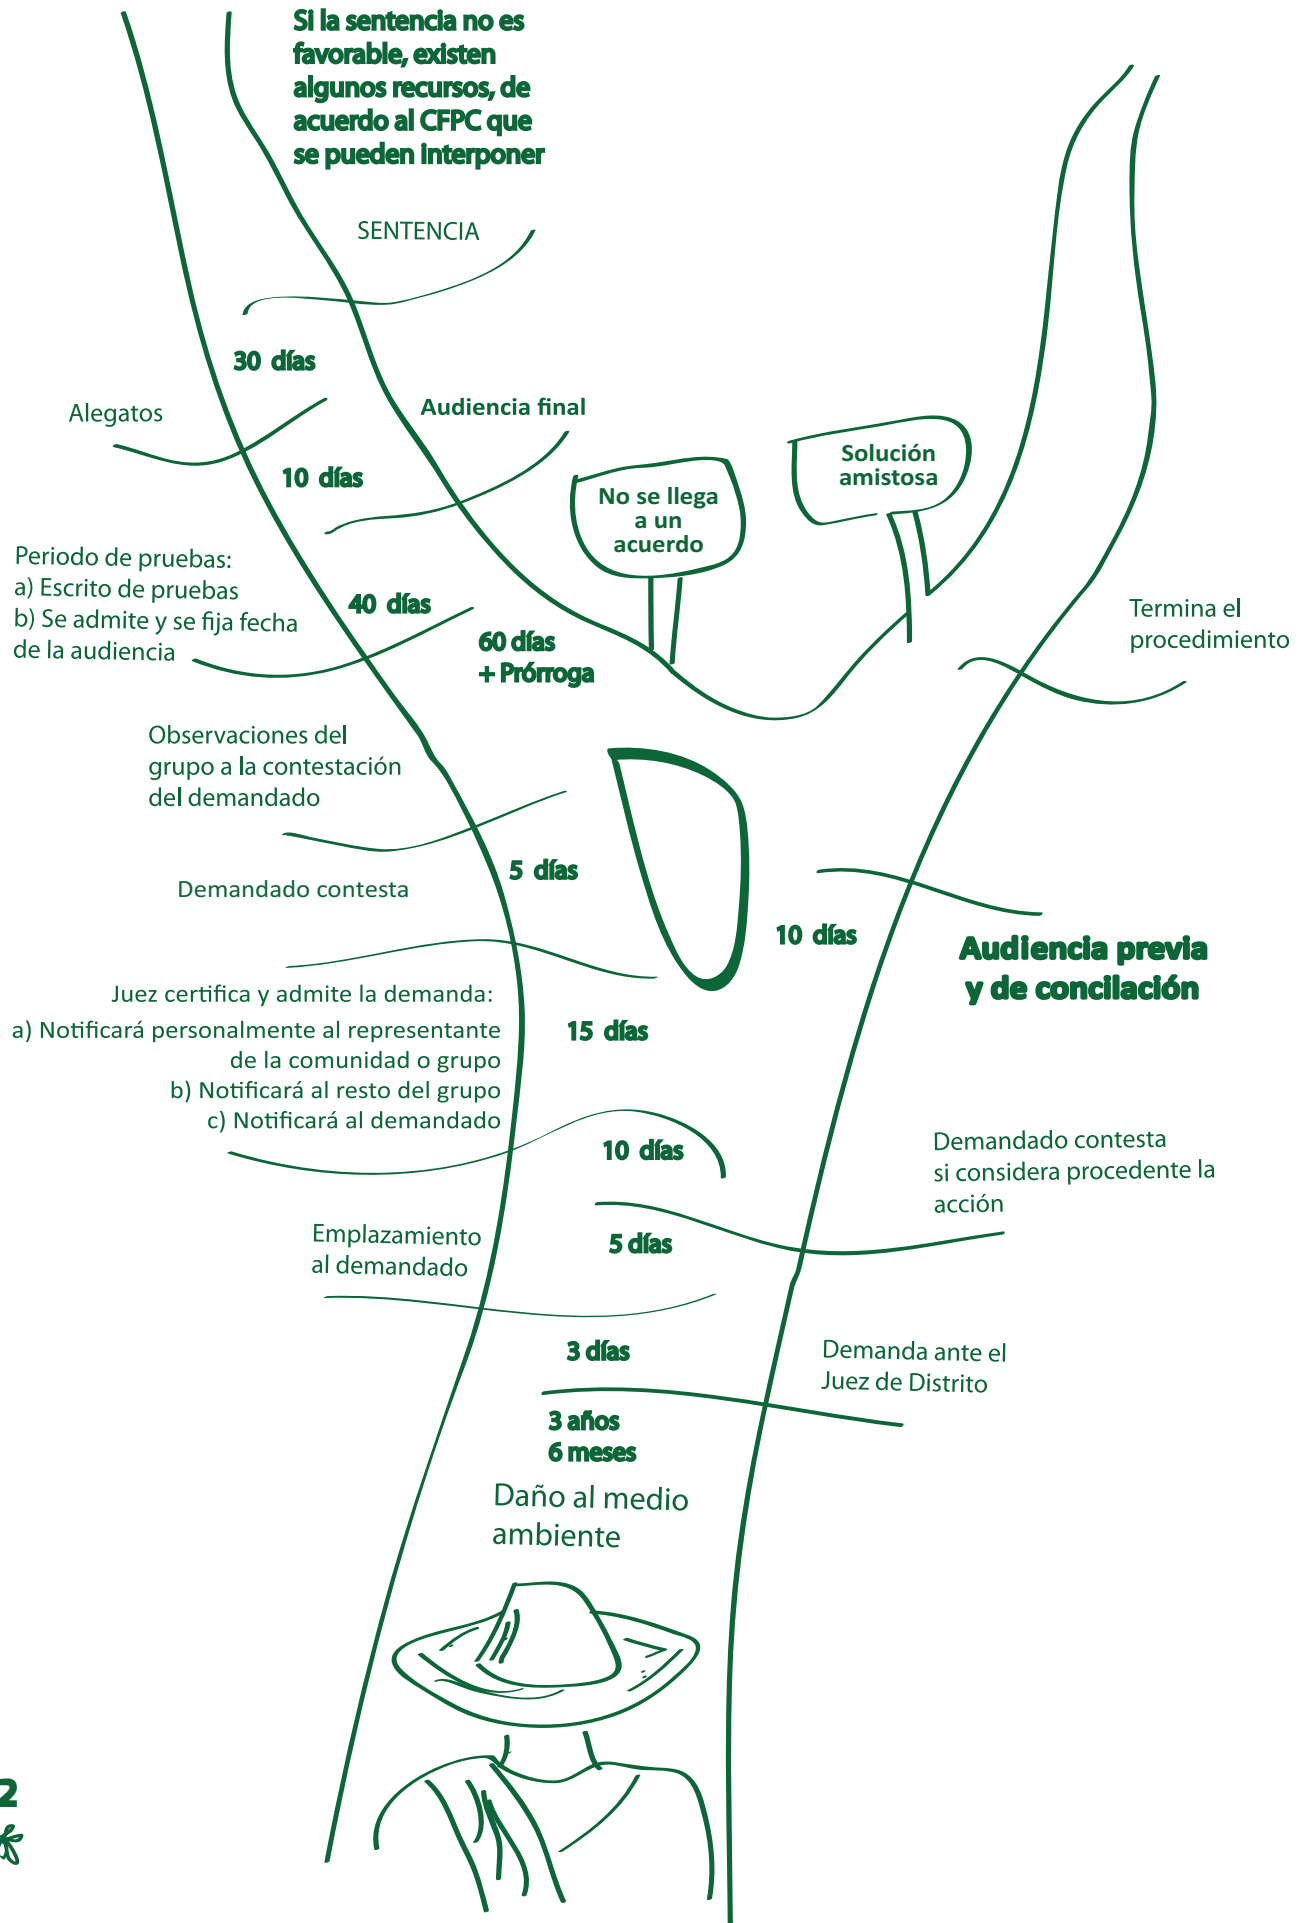 Si la sentencia no es
favorable, existen
algunos recursos, de
acuerdo al CFPC que
se pueden interponer
SENTENCIA
30 días
Alegatos
Audiencia final
10 días
No se llega
a un
acuerdo
Solución
amistosa
Periodo de pruebas:
a) Escrito de pruebas
b) Se admite y se fija fecha
de la audiencia
40 días
60 días
+ Prórroga
Termina el
procedimiento
Observaciones del
grupo a la contestación
del demandado
5 días
Demandado contesta
10 días
Audiencia previa
y de concilación
Juez certifica y admite la demanda:
a) Notificará personalmente al representante
de la comunidad o grupo
b) Notificará al resto del grupo
c) Notificará al demandado
15 días
10 días
Demandado contesta
si considera procedente la
acción
Emplazamiento
al demandado
5 días
3 días
Demanda ante el
Juez de Distrito
3 años
6 meses
Daño al medio
ambiente
2